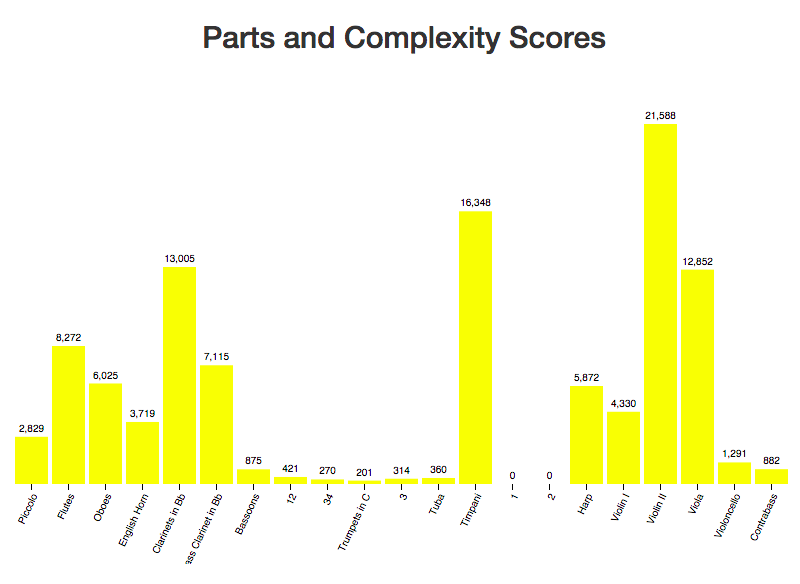 Parts and Complexity Scores
21,588
16,348
13,005
12,852
8,272
7,115
6,025
5,872
4,330
3,719
2,829
1,291
875
882
421
270
201
314
360
0
0
Piccolo
Flutes
Oboes
English Horn
Clarinets in Bb
ass Clarinet in Bb
Bassoons
12
34
Trumpets in C
3
Tuba
Timpani
1
2
Harp
Violin I
Violin II
Viola
Violoncello
Contrabass